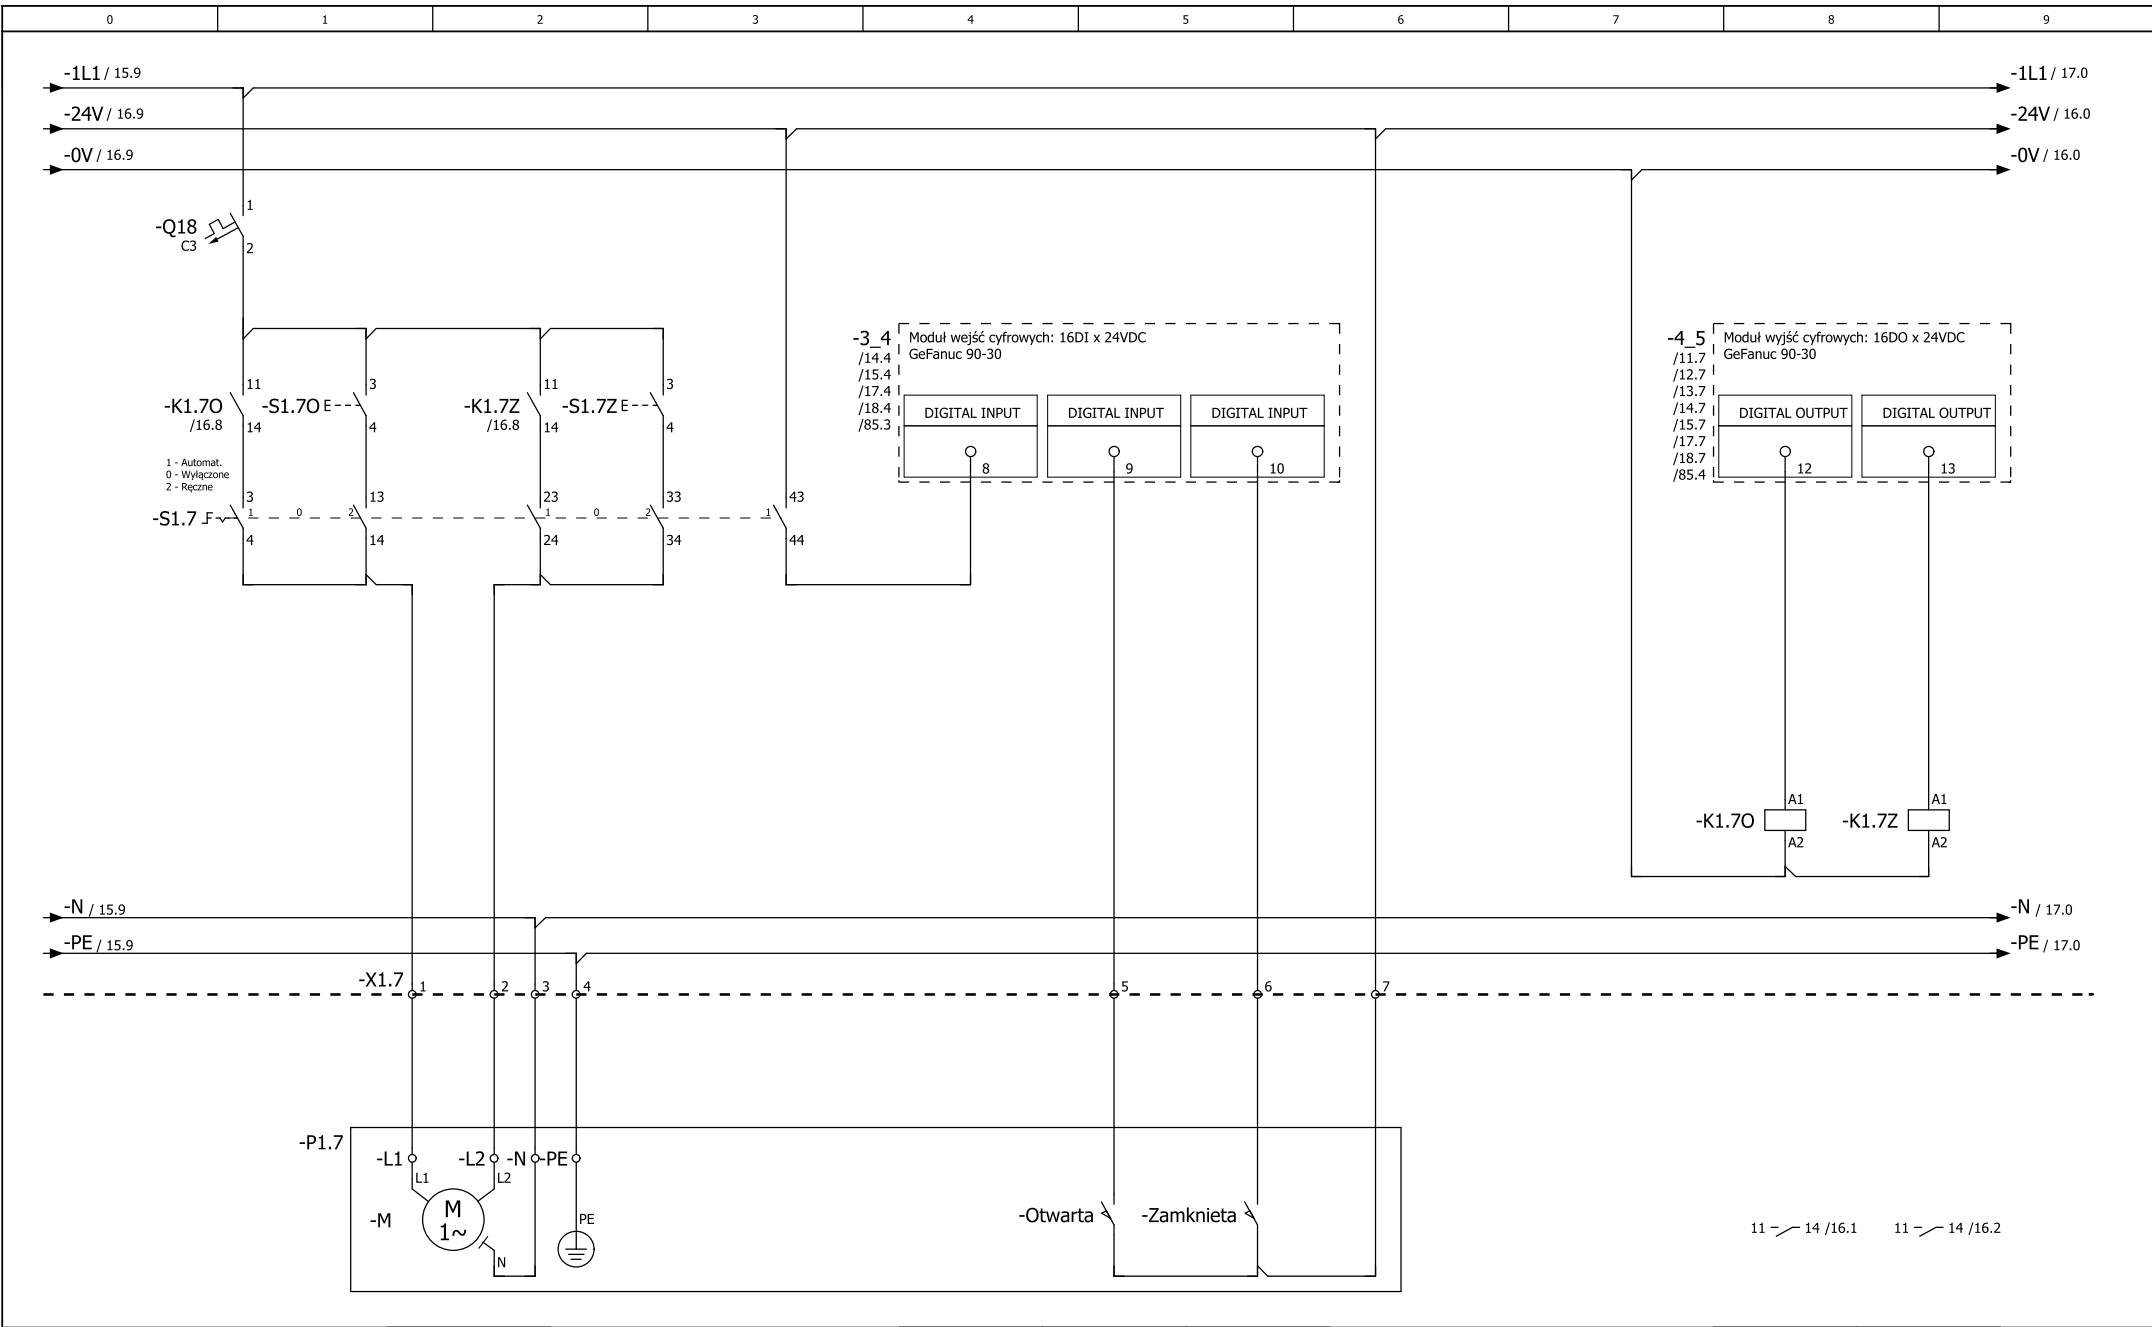 0 1 2 3 4 5 6 7 8 9
-1L1 / 15.9
-1L1 / 17.0
-24V / 16.9
-24V / 16.0
-0V / 16.9
-0V / 16.0
1
-Q18
C3
2
-3_4
/14.4
/15.4
/17.4
/18.4
/85.3
Moduł wejść cyfrowych: 16DI x 24VDC
GeFanuc 90-30
DIGITAL INPUT
DIGITAL INPUT
DIGITAL INPUT
8
9
10
-4_5
/11.7
/12.7
/13.7
/14.7
/15.7
/17.7
/18.7
/85.4
Moduł wyjść cyfrowych: 16DO x 24VDC
GeFanuc 90-30
DIGITAL OUTPUT
DIGITAL OUTPUT
12
13
11
-K1.7O
/16.8
14
3
-S1.7O
4
11
-K1.7Z
/16.8
14
3
-S1.7Z
4
1 - Automat.
0 - Wyłączone
2 - Ręczne
3 13 23 33 43
-S1.7
1 0 2 1 0 2 1
4 14 24 34 44
A1
-K1.7O
A2
A1
-K1.7Z
A2
-N / 15.9
-N / 17.0
-PE / 15.9
-PE / 17.0
-X1.7
1 2 3 4 5 6 7
-P1.7
-L1
-L2
-N
-PE
L1
L2
-M
M
1~
N
PE
-Otwarta
-Zamknieta
11 14 /16.1
11 14 /16.2